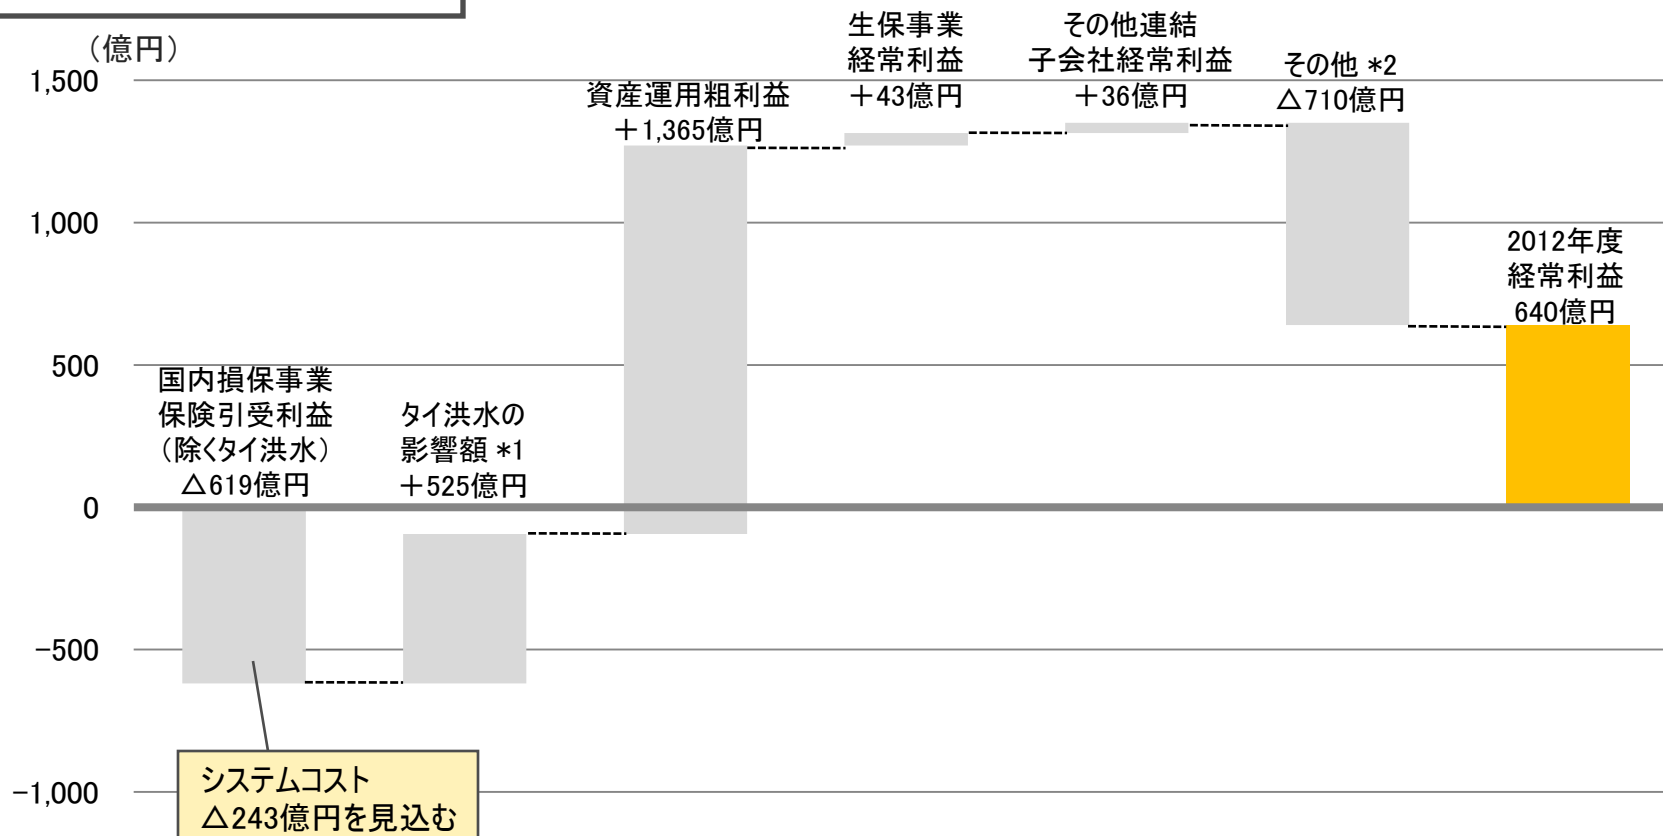 （億円）
1,500
1,000
500
0
−500
−1,000
国内損保事業
保険引受利益
（除くタイ洪水）
△619億円
タイ洪水の
影響額 *1
＋525億円
資産運用粗利益
＋1,365億円
生保事業
経常利益
＋43億円
その他連結
子会社経常利益
＋36億円
その他 *2
△710億円
2012年度
経常利益
640億円
システムコスト
△243億円を見込む